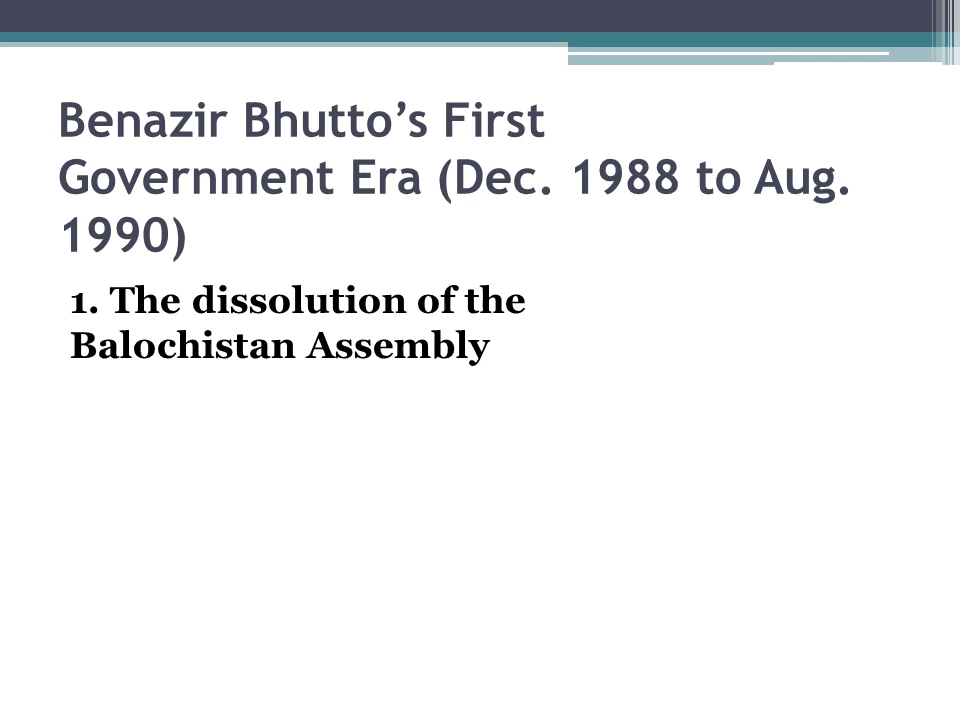 Benazir Bhutto’s First
Government Era (Dec. 1988 to Aug.
1990)
1. The dissolution of the
Balochistan Assembly